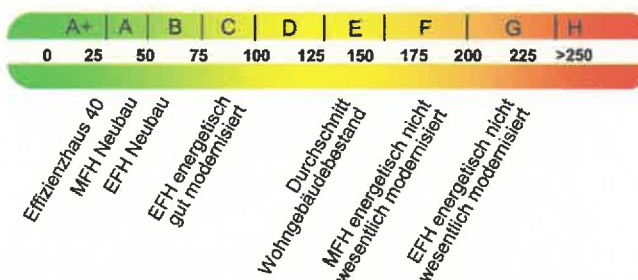 A+ A B C D E F G H
0 25 50 75 100 125 150 175 200 225 >250
Effizienzhaus 40
MFH Neubau
EFH Neubau
EFH energetisch
gut modernisiert
Durchschnitt
Wohngebäudebestand
MFH energetisch nicht
wesentlich modernisiert
EFH energetisch nicht
wesentlich modernisiert